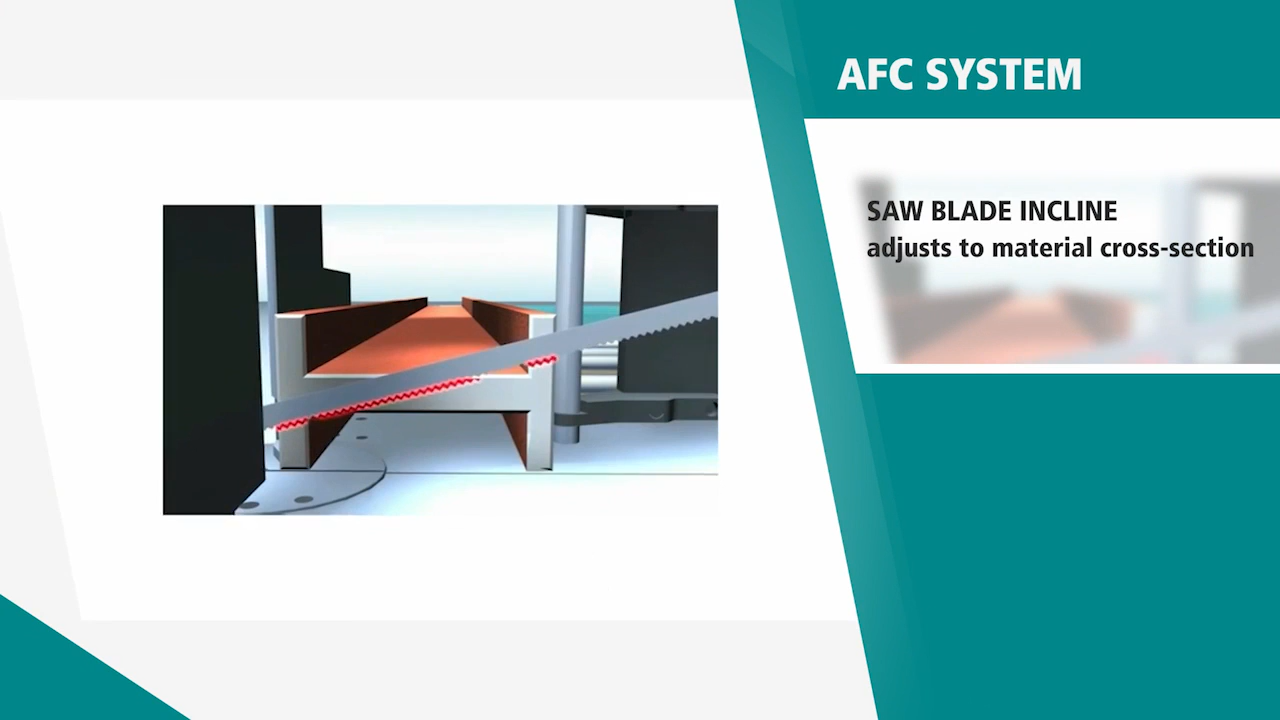 AFC SYSTEM
SAW BLADE INCLINE
adjusts to material cross-section